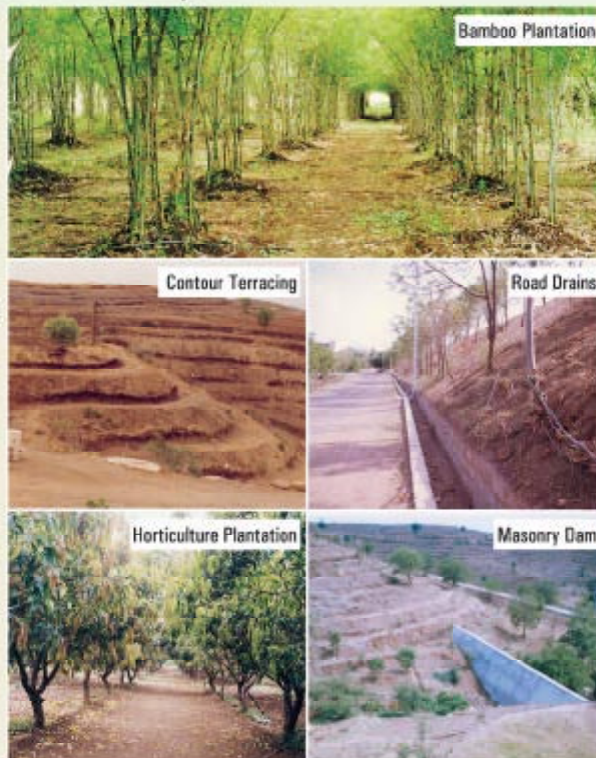 Bamboo Plantation
Contour Terracing
Road Drains
Horticulture Plantation
Masonry Dam